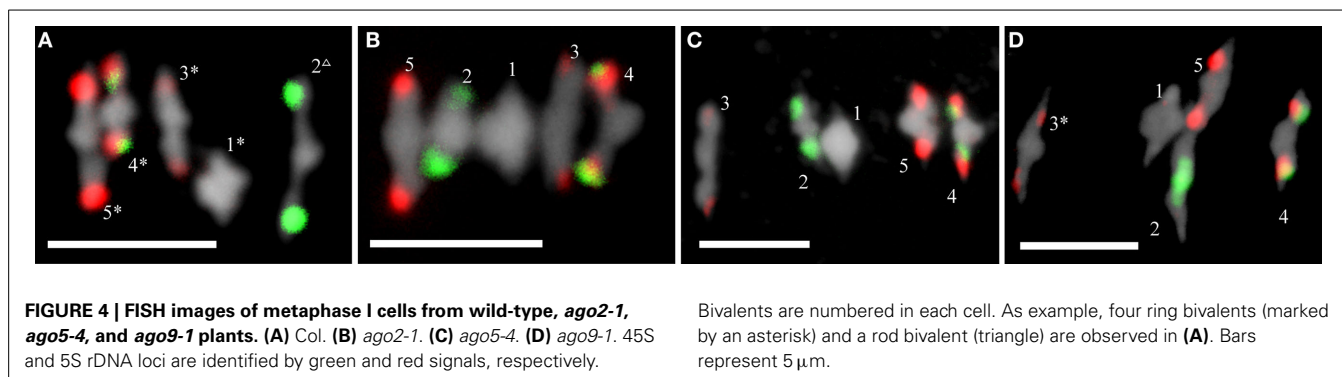 A
5*
4*
3*
1*
2△
B
5
2
1
3
4
C
3
2
1
5
4
D
3*
1
5
2
4
FIGURE 4 | FISH images of metaphase I cells from wild-type, ago2-1,
ago5-4, and ago9-1 plants. (A) Col. (B) ago2-1. (C) ago5-4. (D) ago9-1. 45S
and 5S rDNA loci are identified by green and red signals, respectively.
Bivalents are numbered in each cell. As example, four ring bivalents (marked
by an asterisk) and a rod bivalent (triangle) are observed in (A). Bars
represent 5 μm.